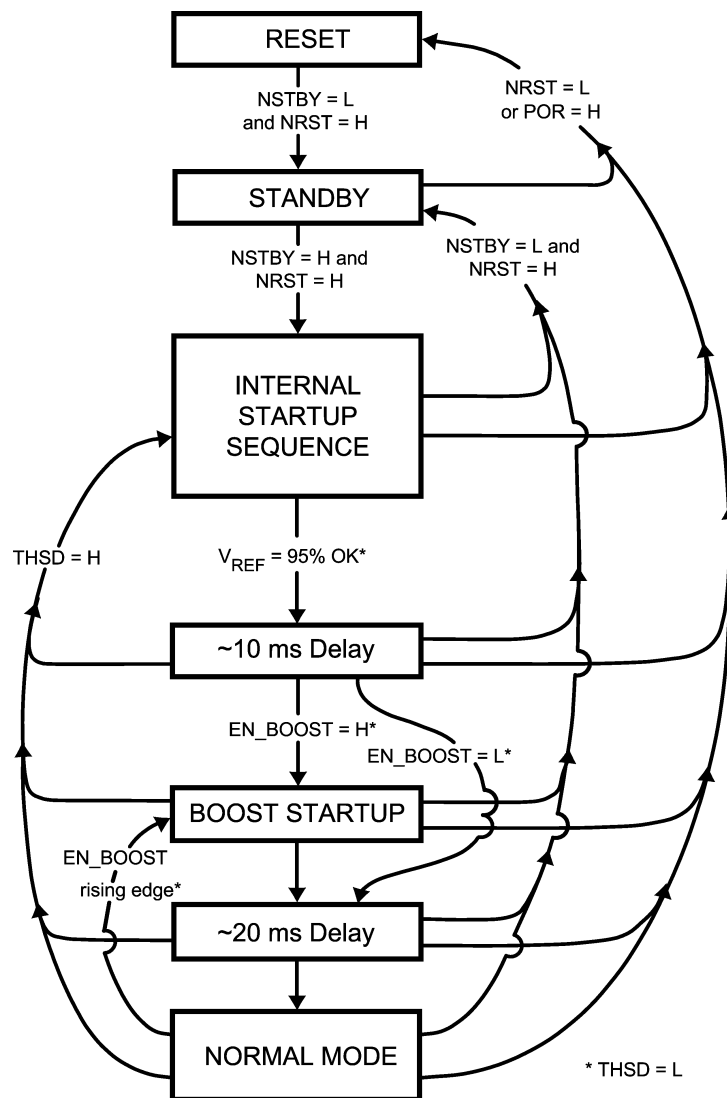 RESET
NSTBY = L
and NRST = H
NRST = L
or POR = H
STANDBY
NSTBY = H and
NRST = H
NSTBY = L and
NRST = H
INTERNAL
STARTUP
SEQUENCE
THSD = H
VREF = 95% OK*
~10 ms Delay
EN_BOOST = H*
EN_BOOST = L*
BOOST STARTUP
EN_BOOST
rising edge*
~20 ms Delay
NORMAL MODE
* THSD = L